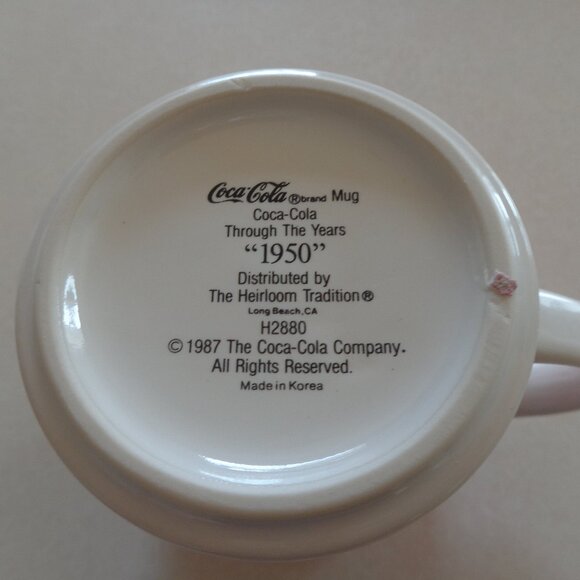 Coca-Cola ® brand Mug
Coca-Cola
Through The Years
“1950”
Distributed by
The Heirloom Tradition®
Long Beach, CA
H2880
© 1987 The Coca-Cola Company.
All Rights Reserved.
Made in Korea